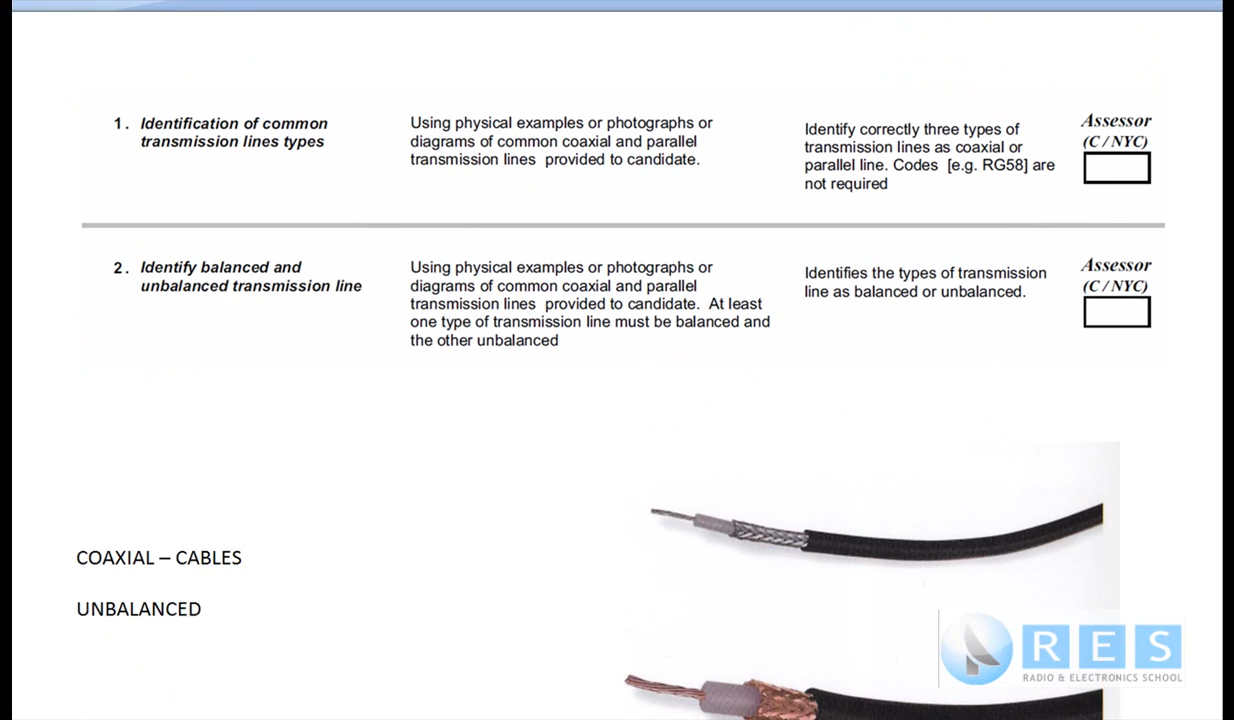 1. Identification of common
transmission lines types
Using physical examples or photographs or
diagrams of common coaxial and parallel
transmission lines provided to candidate.
Identify correctly three types of
transmission lines as coaxial or
parallel line. Codes [e.g. RG58] are
not required
Assessor
(C / NYC)
2. Identify balanced and
unbalanced transmission line
Using physical examples or photographs or
diagrams of common coaxial and parallel
transmission lines provided to candidate. At least
one type of transmission line must be balanced and
the other unbalanced
Identifies the types of transmission
line as balanced or unbalanced.
Assessor
(C / NYC)
COAXIAL – CABLES
UNBALANCED
RES
RADIO & ELECTRONICS SCHOOL